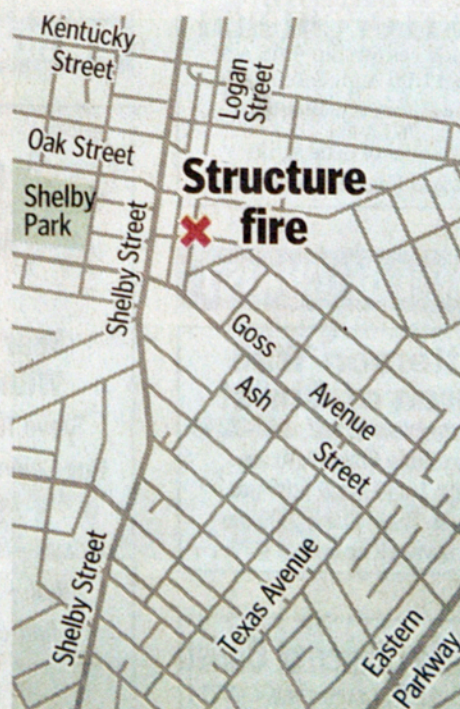 Kentucky
Street
Logan
Street
Oak Street
Structure
fire
Shelby
Park
Shelby Street
Goss
Avenue
Ash
Street
Shelby Street
Texas Avenue
Eastern
Parkway